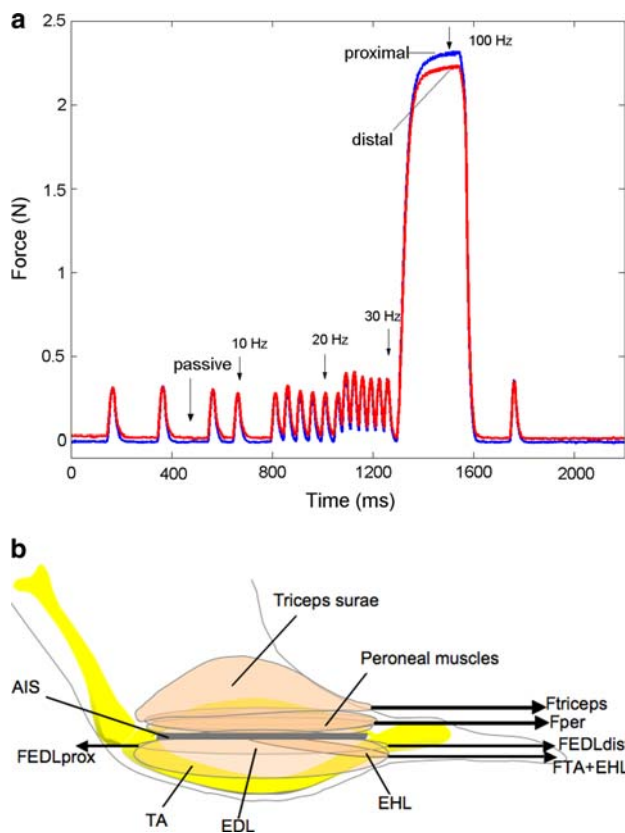 a
2.5
2
1.5
1
0.5
0
Force (N)
proximal
100 Hz
distal
passive
10 Hz
20 Hz
30 Hz
0 400 800 1200 1600 2000
Time (ms)
b
Triceps surae
Peroneal muscles
AIS
Ftriceps
Fper
FEDLprox
FEDLdist
FTA+EHL
TA
EDL
EHL